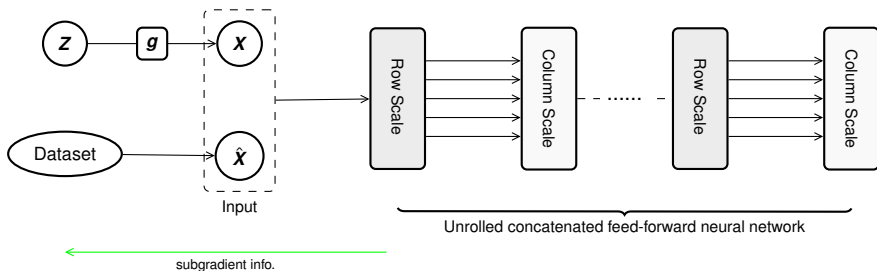 Z
g
X
Dataset
X̂
Input
Row Scale
Column Scale
......
Row Scale
Column Scale
Unrolled concatenated feed-forward neural network
subgradient info.